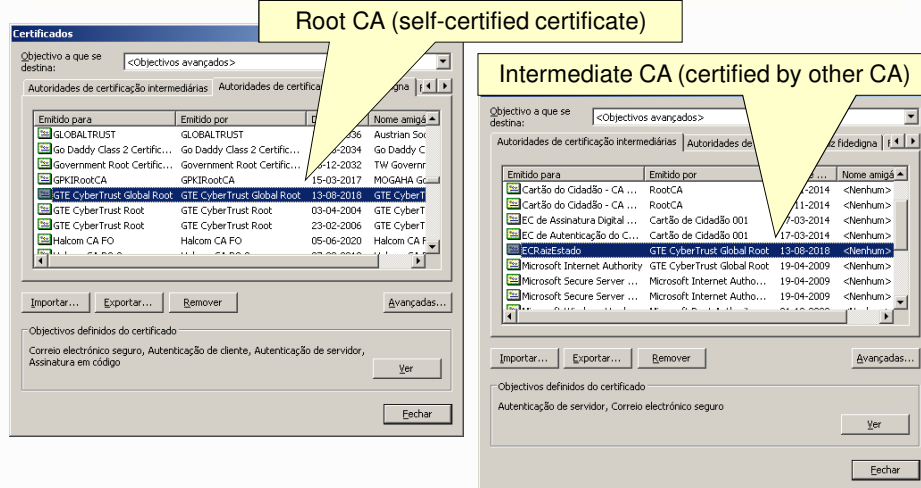 Root CA (self-certified certificate)
Certificados
Objectivo a que se destina:
<Objectivos avançados>
Autoridades de certificação intermediárias Autoridades de
Emitido para Emitido por Nome amigá
GLOBALTRUST GLOBALTRUST Austrian Soc
Go Daddy Class 2 Certific... Go Daddy Class 2 Certific... Go Daddy C
Government Root Certific... Government Root Certific... -12-2032 TW Governr
GPKIRootCA GPKIRootCA 15-03-2017 MOGAHA Gc
GTE CyberTrust Global Root GTE CyberTrust Global Root 13-08-2018 GTE CyberT
GTE CyberTrust Root GTE CyberTrust Root 03-04-2004 GTE CyberT
GTE CyberTrust Root GTE CyberTrust Root 23-02-2006 GTE CyberT
Halcom CA FO Halcom CA FO 05-06-2020 Halcom CA F
Importar... Exportar... Remover Avançadas...
Objectivos definidos do certificado
Correio electrónico seguro, Autenticação de cliente, Autenticação de servidor,
Assinatura em código
Ver
Fechar
Intermediate CA (certified by other CA)
Objectivo a que se destina:
<Objectivos avançados>
Autoridades de certificação intermediárias Autoridades de fidedigna
Emitido para Emitido por Nome amigá
Cartão do Cidadão - CA ... RootCA -2014 <Nenhum>
Cartão do Cidadão - CA ... RootCA 11-2014 <Nenhum>
EC de Assinatura Digital ... Cartão de Cidadão 001 -03-2014 <Nenhum>
EC de Autenticação do C... Cartão de Cidadão 001 17-03-2014 <Nenhum>
ECRaizEstado GTE CyberTrust Global Root 13-08-2018 <Nenhum>
Microsoft Internet Authority GTE CyberTrust Global Root 19-04-2009 <Nenhum>
Microsoft Secure Server ... Microsoft Internet Autho... 19-04-2009 <Nenhum>
Microsoft Secure Server ... Microsoft Internet Autho... 19-04-2009 <Nenhum>
Importar... Exportar... Remover Avançadas...
Objectivos definidos do certificado
Autenticação de servidor, Correio electrónico seguro
Ver
Fechar